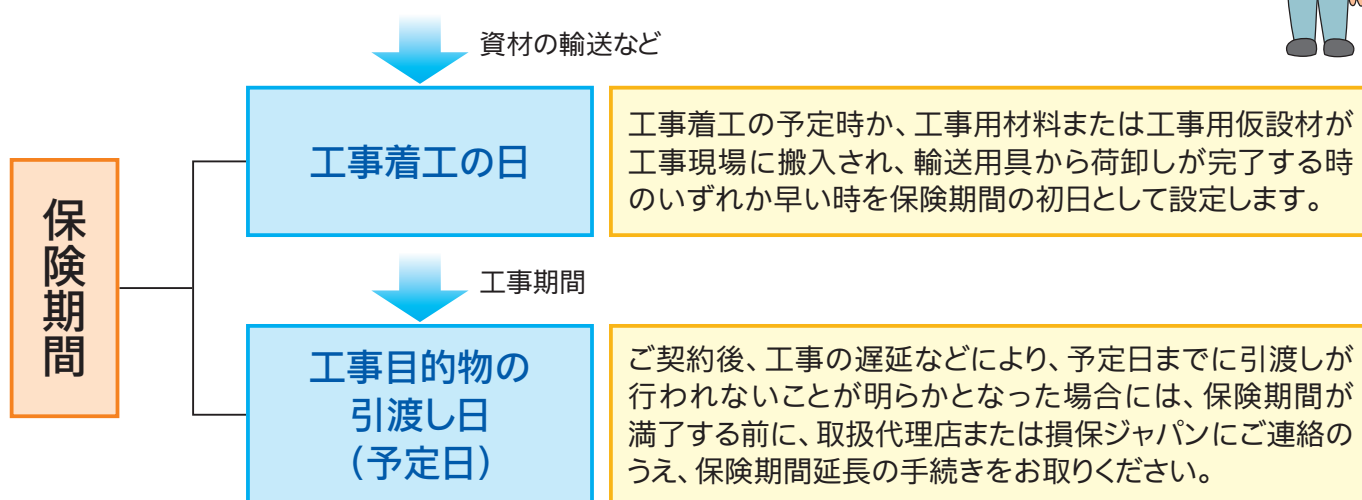 資材の輸送など
保険期間
工事着工の日
工事着工の予定時か、工事用材料または工事用仮設材が
工事現場に搬入され、輸送用具から荷卸しが完了する時
のいずれか早い時を保険期間の初日として設定します。
工事期間
工事目的物の
引渡し日
(予定日)
ご契約後、工事の遅延などにより、予定日までに引渡しが
行われないことが明らかとなった場合には、保険期間が
満了する前に、取扱代理店または損保ジャパンにご連絡の
うえ、保険期間延長の手続きをお取りください。